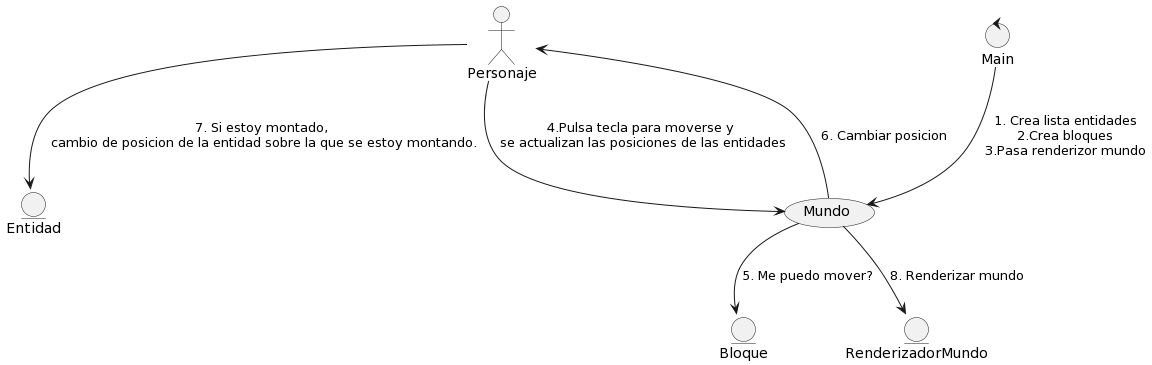 Personaje
Main
7. Si estoy montado,
cambio de posicion de la entidad sobre la que se estoy montando.
4.Pulsa tecla para moverse y
se actualizan las posiciones de las entidades
6. Cambiar posicion
1. Crea lista entidades
2.Crea bloques
3.Pasa renderizor mundo
Entidad
Mundo
5. Me puedo mover?
8. Renderizar mundo
Bloque
RenderizadorMundo